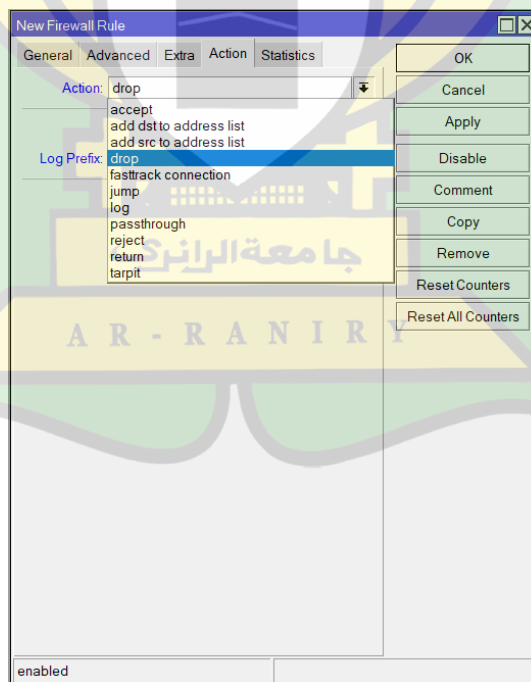 New Firewall Rule
General Advanced Extra Action Statistics
Action: drop
accept
add dst to address list
add src to address list
Log Prefix: drop
fasttrack connection
jump
log
passthrough
reject
return
tarpit
OK
Cancel
Apply
Disable
Comment
Copy
Remove
Reset Counters
Reset All Counters
جامعة الرانري
AR-RANIRY
enabled